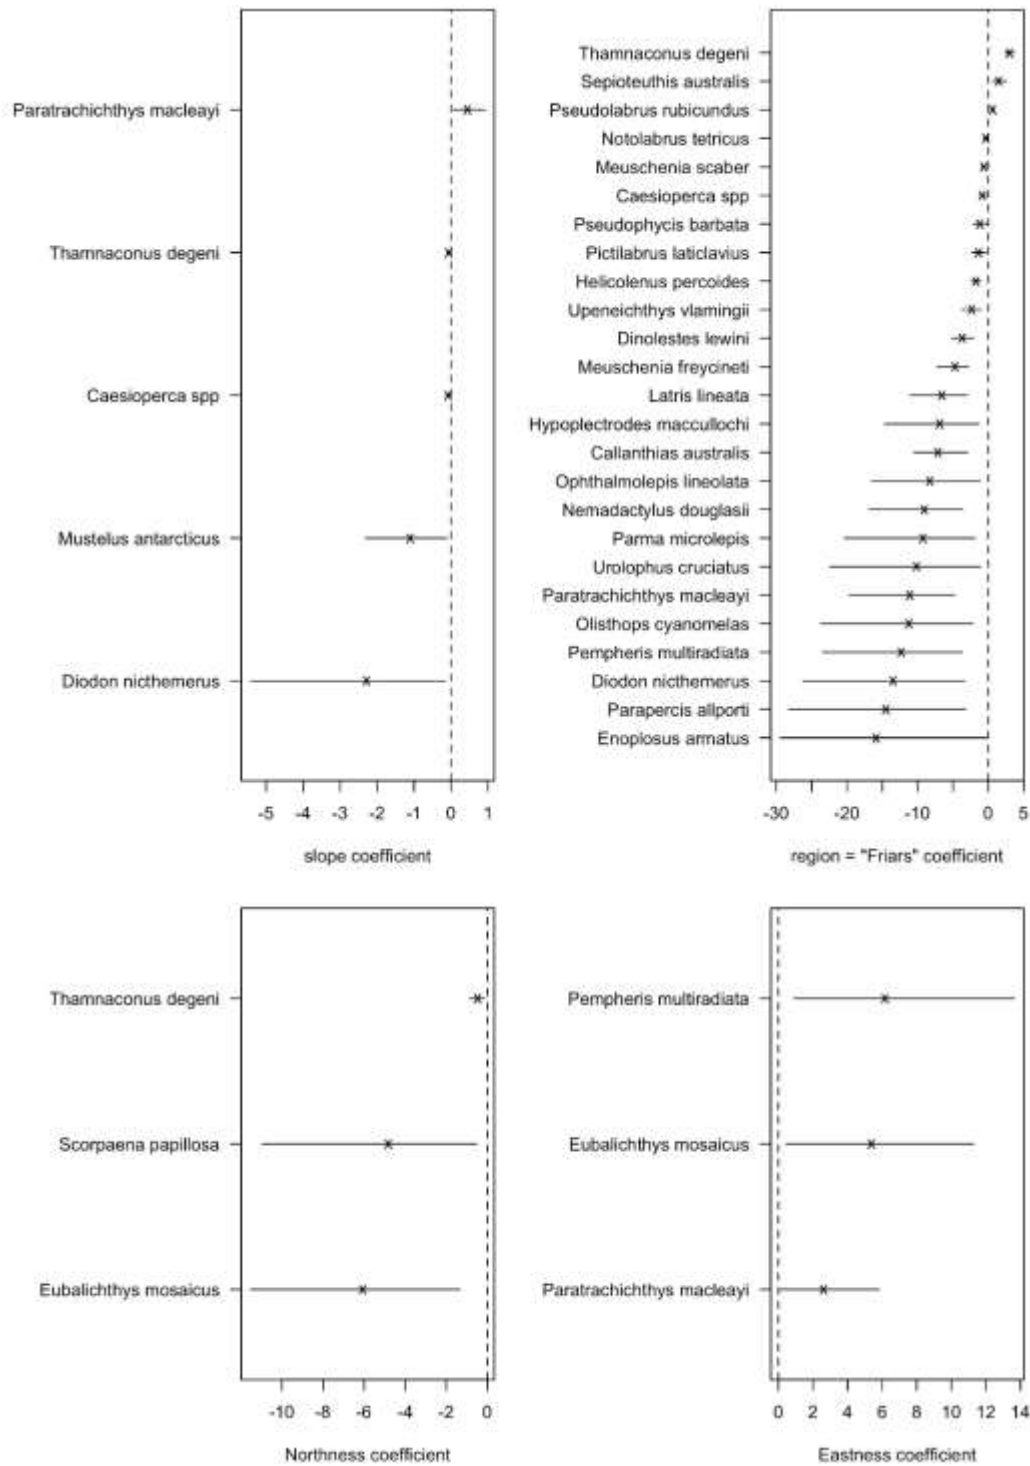 Paratrachichthys macleayi
Thamnaconus degeni
Caesioperca spp
Mustelus antarcticus
Diodon nicthemerus
-5 -4 -3 -2 -1 0 1
slope coefficient
Thamnaconus degeni
Sepioteuthis australis
Pseudolabrus rubicundus
Notolabrus tetricus
Meuschenia scaber
Caesioperca spp
Pseudophycis barbata
Pictilabrus laticlavius
Helicolenus percoides
Upeneichthys vlamingii
Dinolestes lewini
Meuschenia freycineti
Latris lineata
Hypoplectrodes maccullochi
Callanthias australis
Ophthalmolepis lineolata
Nemadactylus douglasii
Parma microlepis
Urolophus cruciatus
Paratrachichthys macleayi
Olisthops cyanomelas
Pempheris multiradiata
Diodon nicthemerus
Parapercis allporti
Enoplosus armatus
-30 -20 -10 0 5
region = "Friars" coefficient
Thamnaconus degeni
Scorpaena papillosa
Eubalichthys mosaicus
-10 -8 -6 -4 -2 0
Northness coefficient
Pempheris multiradiata
Eubalichthys mosaicus
Paratrachichthys macleayi
0 2 4 6 8 10 12 14
Eastness coefficient